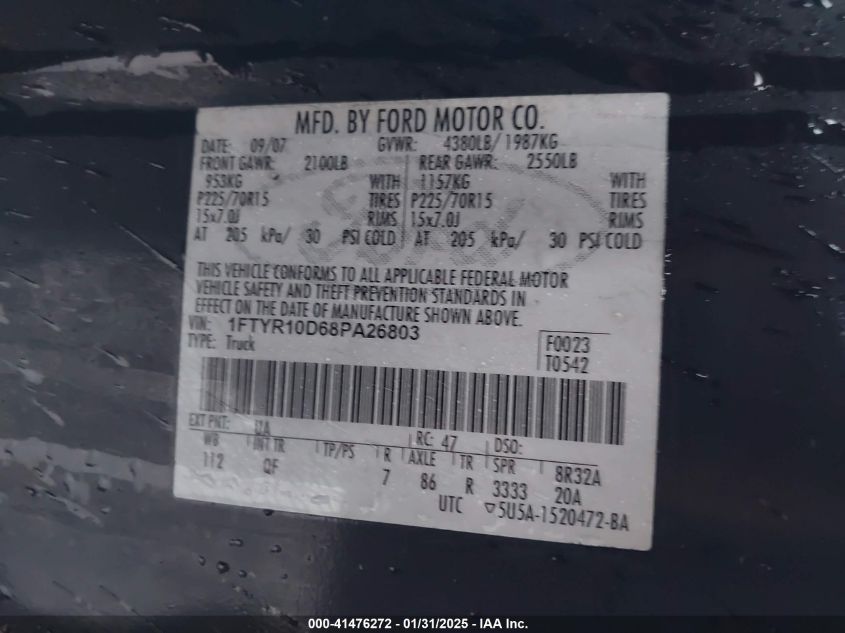 MFD. BY FORD MOTOR CO.
DATE: 09/07 GVWR: 4380LB/ 1987KG
FRONT GAWR: 2100LB REAR GAWR: 2550LB
953KG WITH 1157KG WITH
P225/70R15 TIRES P225/70R15 TIRES
15x7.0J RIMS 15x7.0J RIMS
AT 205 kPa/ 30 PSI COLD AT 205 kPa/ 30 PSI COLD
THIS VEHICLE CONFORMS TO ALL APPLICABLE FEDERAL MOTOR
VEHICLE SAFETY AND THEFT PREVENTION STANDARDS IN
EFFECT ON THE DATE OF MANUFACTURE SHOWN ABOVE.
VIN: 1FTYR10D68PA26803 F0023
TYPE: Truck T0542
EXT PNT: UA RC: 47 DSO:
WB INT TR TP/PS R AXLE TR SPR 8R32A
112 QF 7 86 R 3333 20A
UTC ▽5U5A-1520472-BA
000-41476272 - 01/31/2025 - IAA Inc.